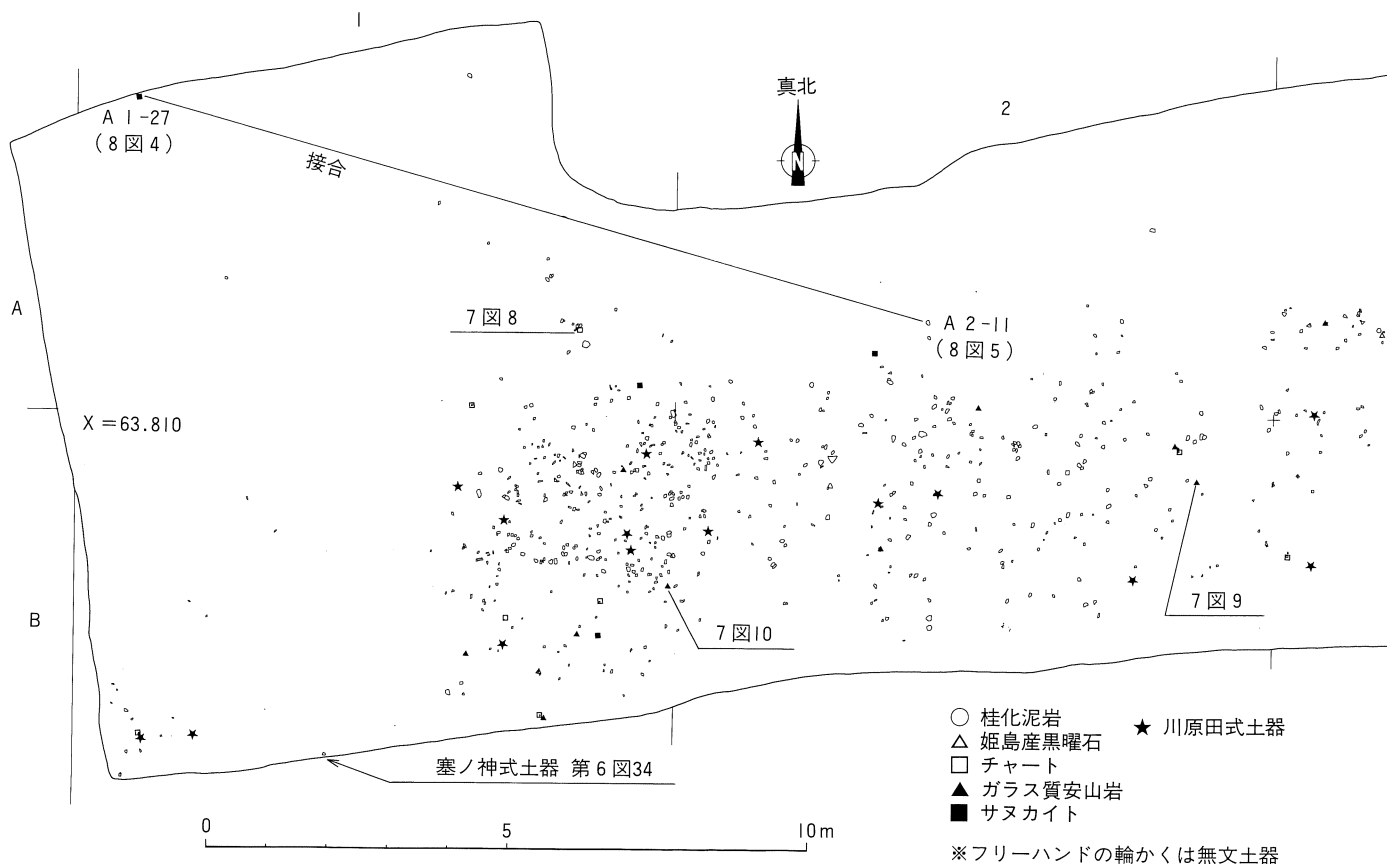 1
真北
N
2
A 1-27
(8図4)
接合
A
7図8
A 2-11
(8図5)
X=63.810
B
7図10
7図9
塞ノ神式土器 第6図34
○ 桂化泥岩
★ 川原田式土器
△ 姫島産黒曜石
□ チャート
▲ ガラス質安山岩
■ サヌカイト
※フリーハンドの輪かくは無文土器
0 5 10m